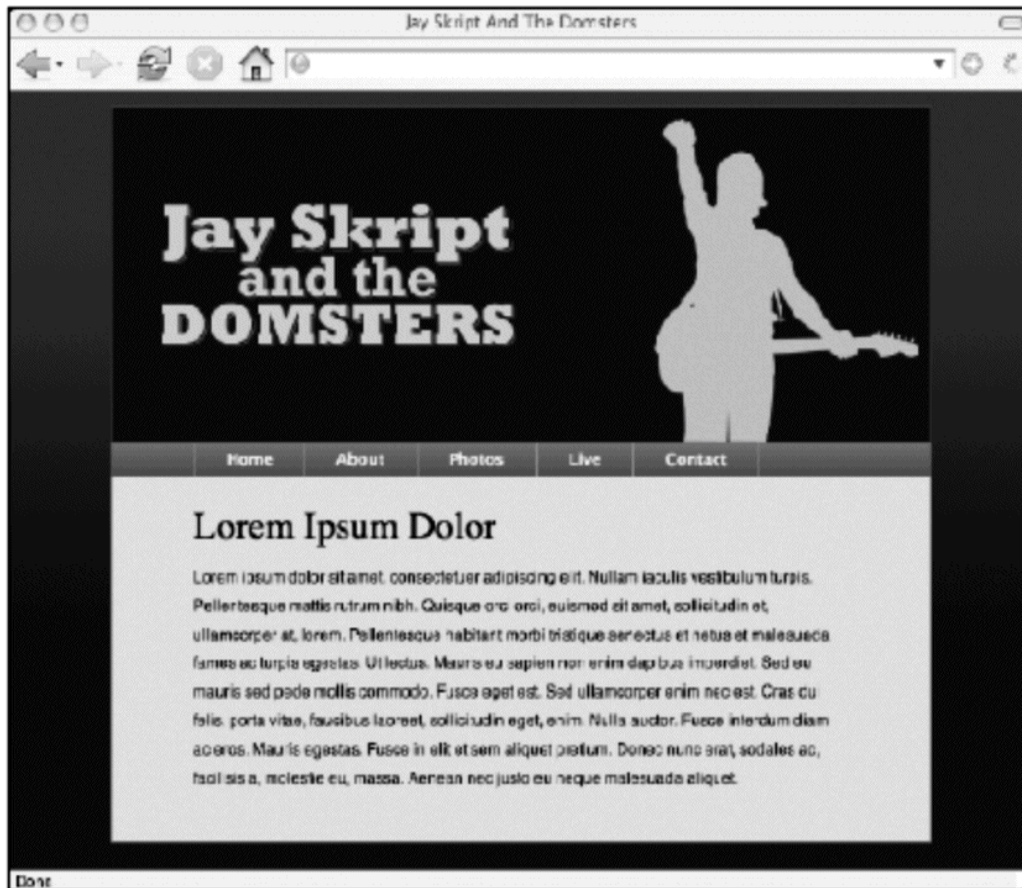 Jay Skript And The Domsters
Jay Skript
and the
DOMSTERS
Home About Photos Live Contact
Lorem Ipsum Dolor
Lorem ipsum dolor sit amet, consectetuer adipiscing elit. Nullam iaculis vestibulum turpis.
Pellentesque mattis rutrum nibh. Quisque orci orci, euismod sit amet, sollicitudin et,
ullamcorper at, lorem. Pellentesque habitant morbi tristique senectus et netus et malesuada
fames ac turpis egestas. Ut lectus. Mauris eu sapien non enim dapibus imperdiet. Sed eu
mauris sed pede mollis commodo. Fusce eget est. Sed ullamcorper enim nec est. Cras dui
felis, porta vitae, faucibus laoreet, sollicitudin eget, enim. Nulla auctor. Fusce interdum diam
ac eros. Mauris egestas. Fusce in elit et sem aliquet pretium. Donec nunc erat, sodales ac,
facilisis a, molestie eu, massa. Aenean nec justo eu neque malesuada aliquet.
Done